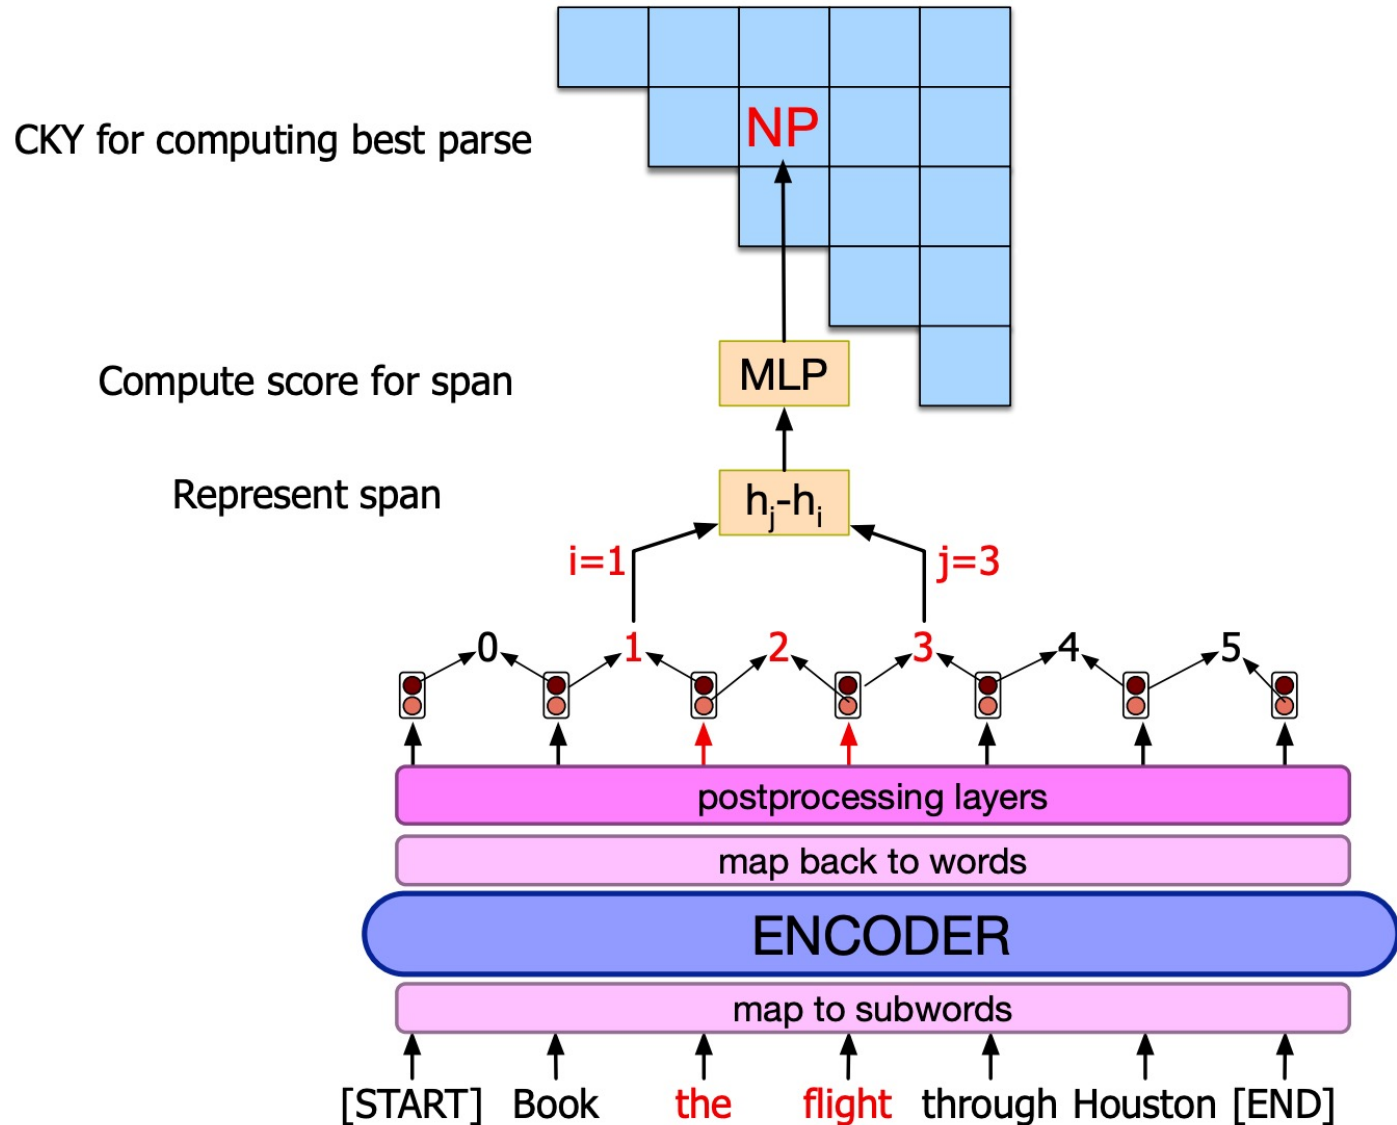 CKY for computing best parse
NP
Compute score for span
MLP
Represent span
hj-hi
i=1
j=3
0 1 2 3 4 5
postprocessing layers
map back to words
ENCODER
map to subwords
[START] Book the flight through Houston [END]